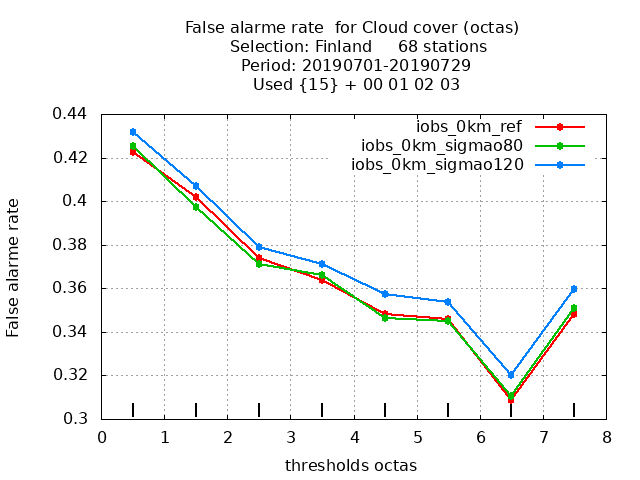 False alarme rate  for Cloud cover (octas)
Selection: Finland     68 stations
Period: 20190701-20190729
Used {15} + 00 01 02 03
iobs_0km_ref
iobs_0km_sigmao80
iobs_0km_sigmao120
False alarme rate
0.44
0.42
0.4
0.38
0.36
0.34
0.32
0.3
0 1 2 3 4 5 6 7 8
thresholds octas